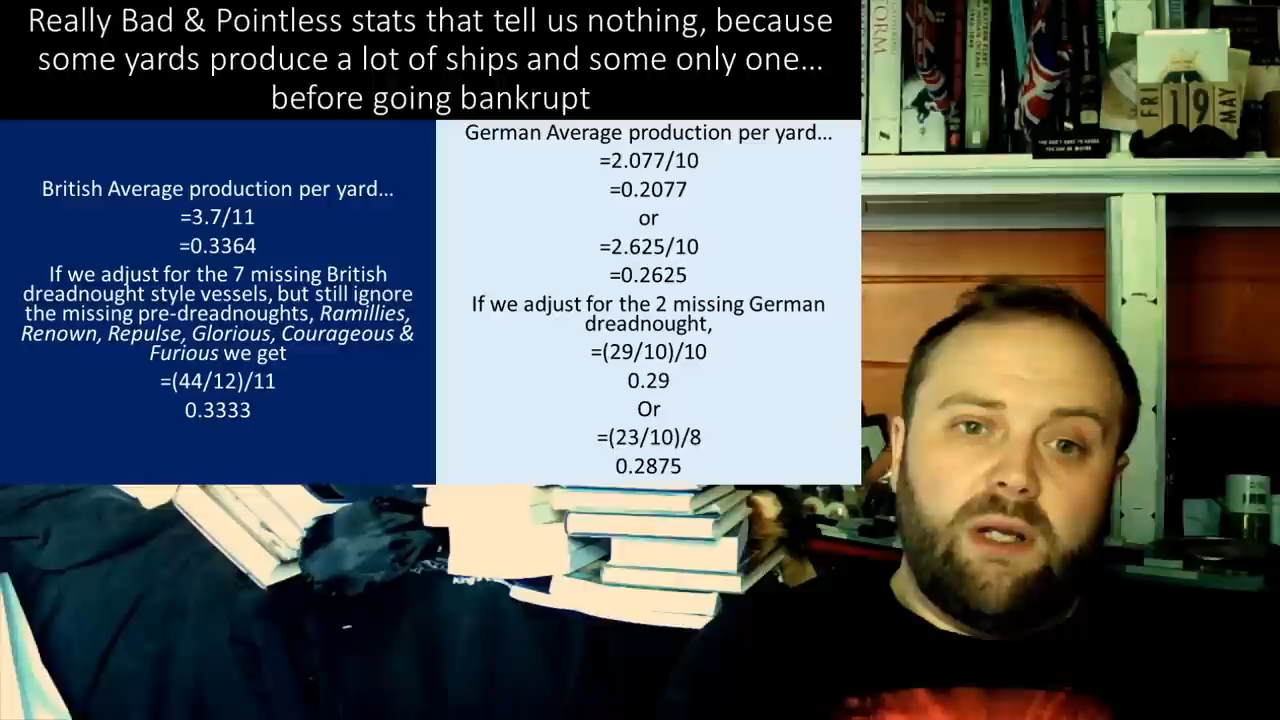 Really Bad & Pointless stats that tell us nothing, because
some yards produce a lot of ships and some only one...
before going bankrupt
British Average production per yard...
=3.7/11
=0.3364
If we adjust for the 7 missing British
dreadnought style vessels, but still ignore
the missing pre-dreadnoughts, Ramillies,
Renown, Repulse, Glorious, Courageous &
Furious we get
=(44/12)/11
0.3333
German Average production per yard...
=2.077/10
=0.2077
or
=2.625/10
=0.2625
If we adjust for the 2 missing German
dreadnought,
=(29/10)/10
0.29
Or
=(23/10)/8
0.2875
FRI
19
MAY